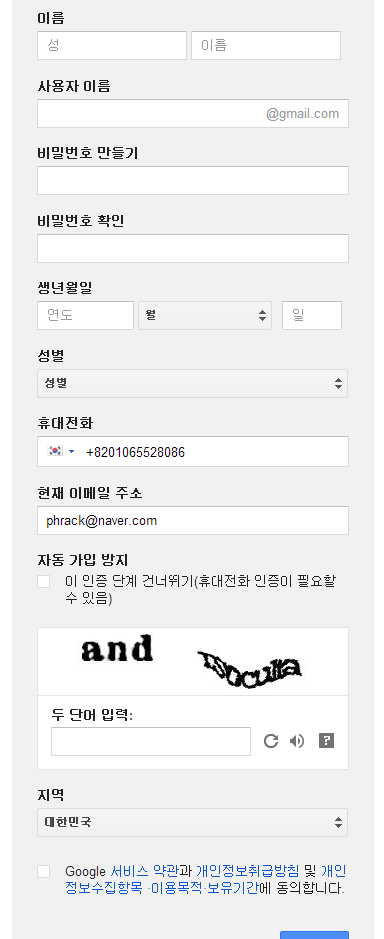 이름
성 이름
사용자 이름
@gmail.com
비밀번호 만들기
비밀번호 확인
생년월일
연도 월 일
성별
성별
휴대전화
+8201065528086
현재 이메일 주소
phrack@naver.com
자동 가입 방지
이 인증 단계 건너뛰기(휴대전화 인증이 필요할
수 있음)
and
두 단어 입력:
?
지역
대한민국
Google 서비스 약관과 개인정보취급방침 및 개인
정보수집항목 ·이용목적·보유기간에 동의합니다.